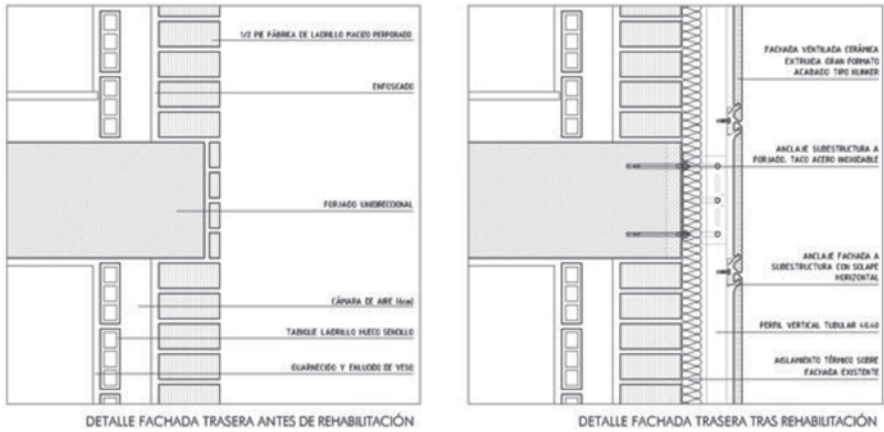 1/2 PIE FÁBRICA DE LADRILLO MACIZO PERFORADO
ENFOSCADO
FORJADO UNIDIRECCIONAL
CÁMARA DE AIRE (6cm)
TABIQUE LADRILLO HUECO SENCILLO
GUARNECIDO Y ENLUCIDO DE YESO
DETALLE FACHADA TRASERA ANTES DE REHABILITACIÓN
FACHADA VENTILADA CERÁMICA
EXTRUIDA GRAN FORMATO
ACABADO TIPO KLINKER
ANCLAJE SUBESTRUCTURA A
FORJADO. TACO ACERO INOXIDABLE
ANCLAJE FACHADA A
SUBESTRUCTURA CON SOLAPE
HORIZONTAL
PERFIL VERTICAL TUBULAR 40.40
AISLAMIENTO TÉRMICO SOBRE
FACHADA EXISTENTE
DETALLE FACHADA TRASERA TRAS REHABILITACIÓN